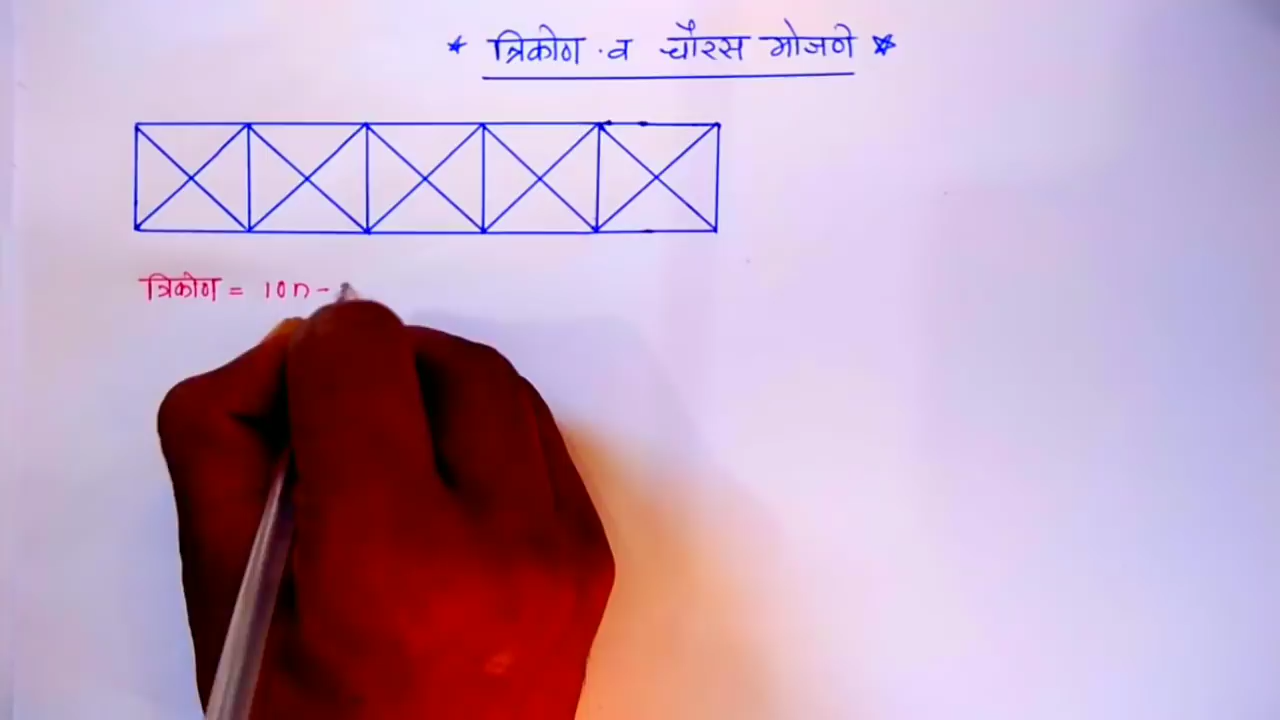 * त्रिकोण व चौरस मोजणे *
त्रिकोण = 10n -